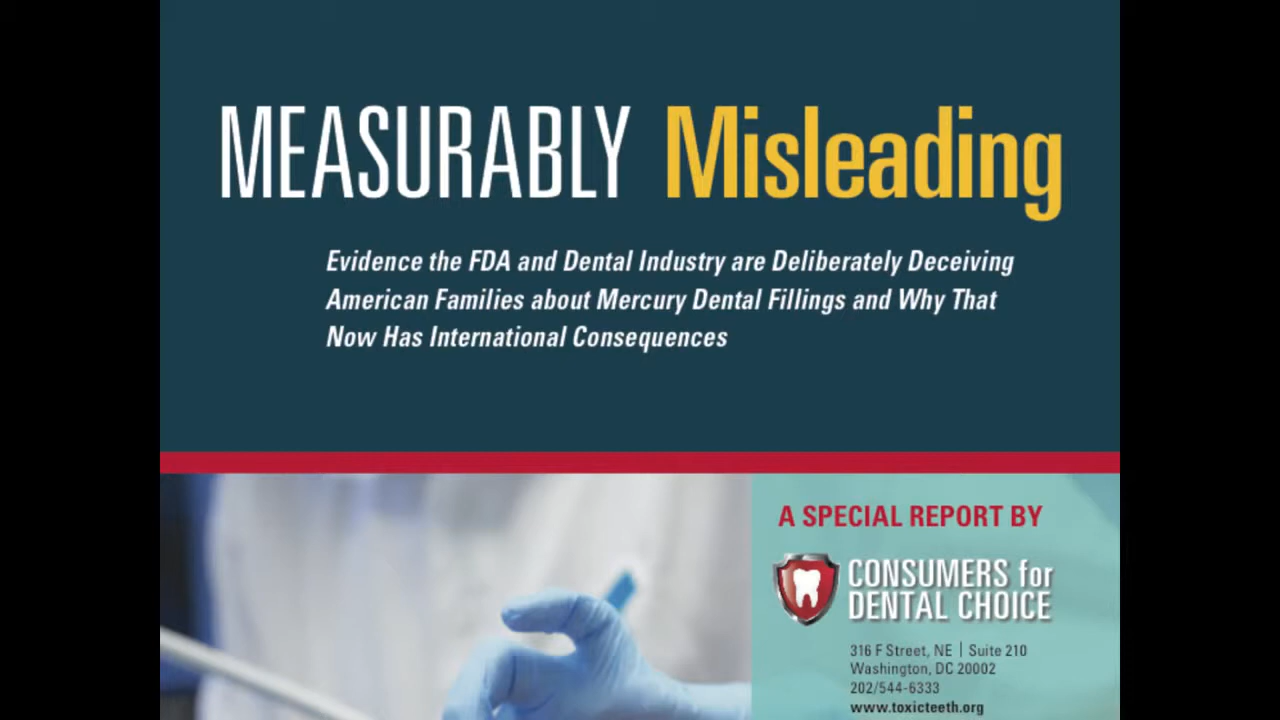 MEASURABLY Misleading
Evidence the FDA and Dental Industry are Deliberately Deceiving
American Families about Mercury Dental Fillings and Why That
Now Has International Consequences
A SPECIAL REPORT BY
CONSUMERS for
DENTAL CHOICE
316 F Street, NE | Suite 210
Washington, DC 20002
202/544-6333
www.toxicteeth.org